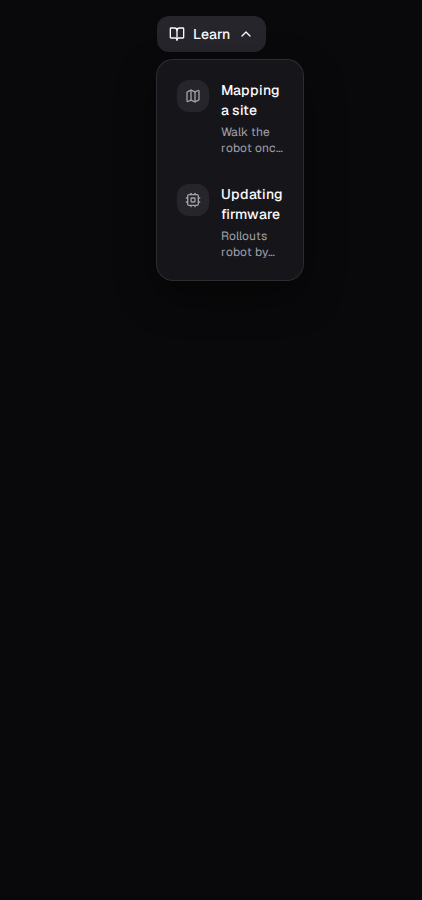 Learn
Mapping
a site
Walk the
robot onc…
Updating
firmware
Rollouts
robot by…